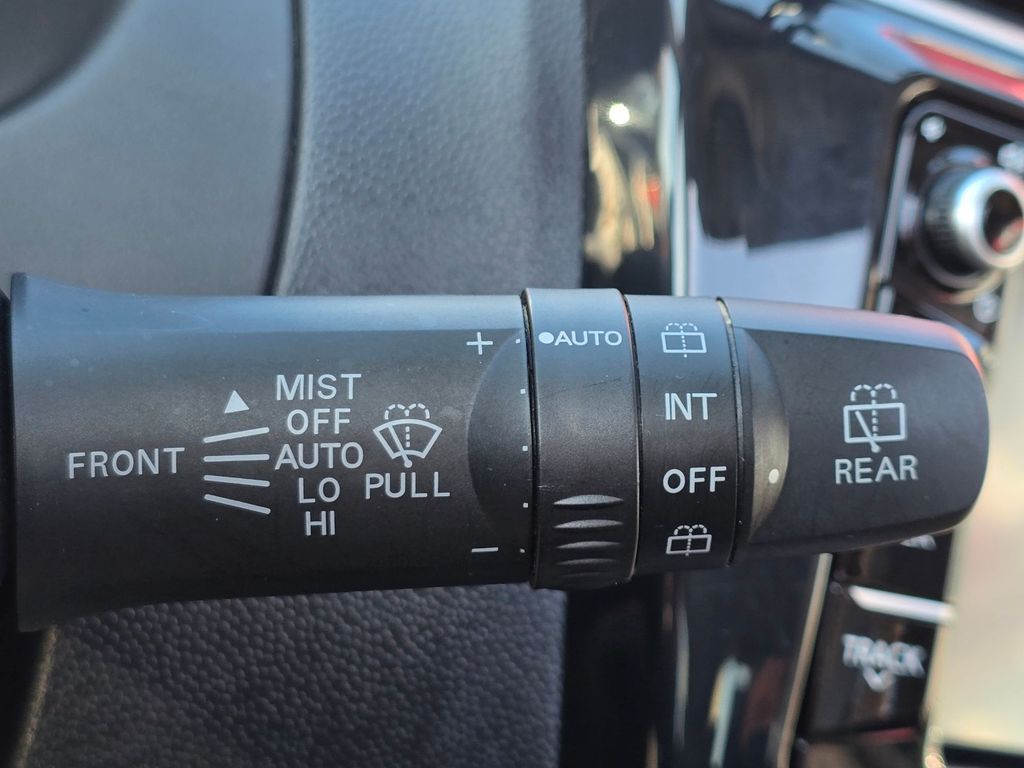 +
●AUTO
MIST
OFF
AUTO
LO
HI
FRONT
PULL
–
INT
OFF
REAR
TRACK